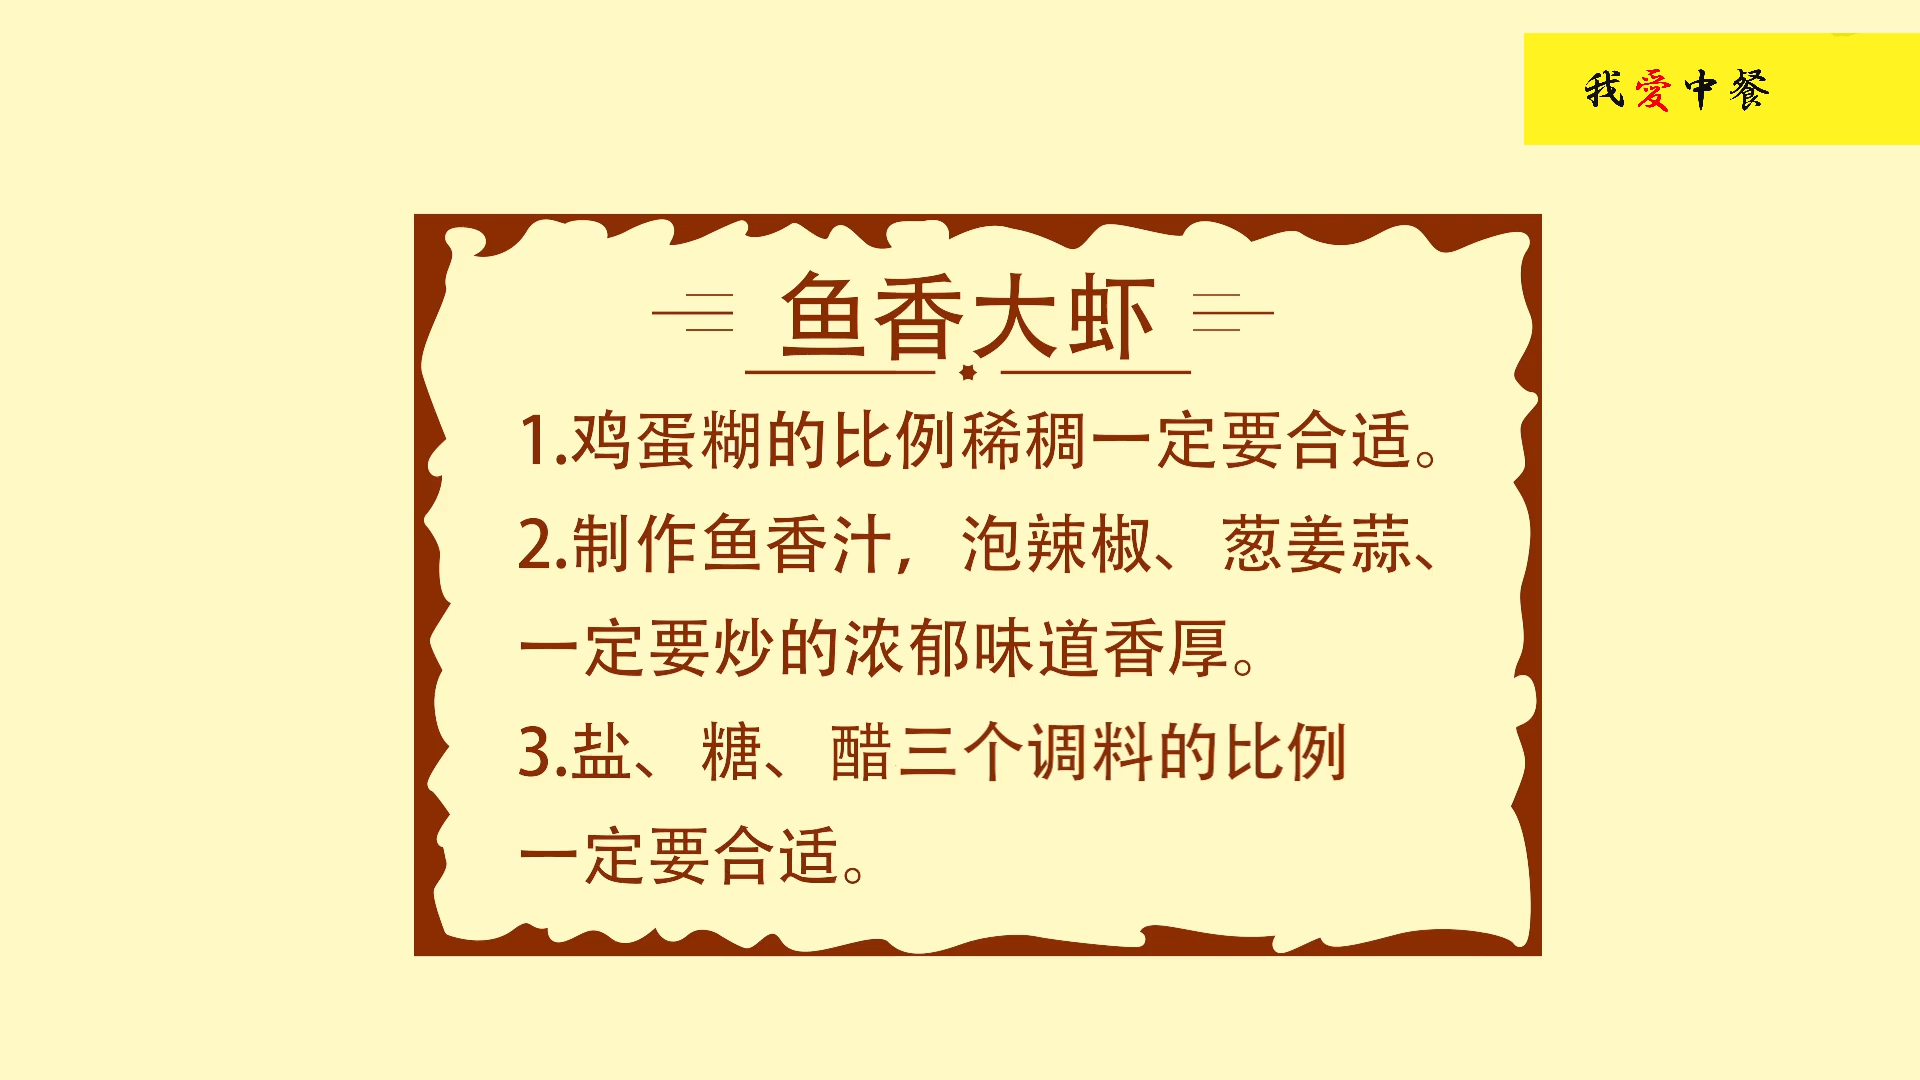 我爱中餐
鱼香大虾
1.鸡蛋糊的比例稀稠一定要合适。
2.制作鱼香汁，泡辣椒、葱姜蒜、
一定要炒的浓郁味道香厚。
3.盐、糖、醋三个调料的比例
一定要合适。